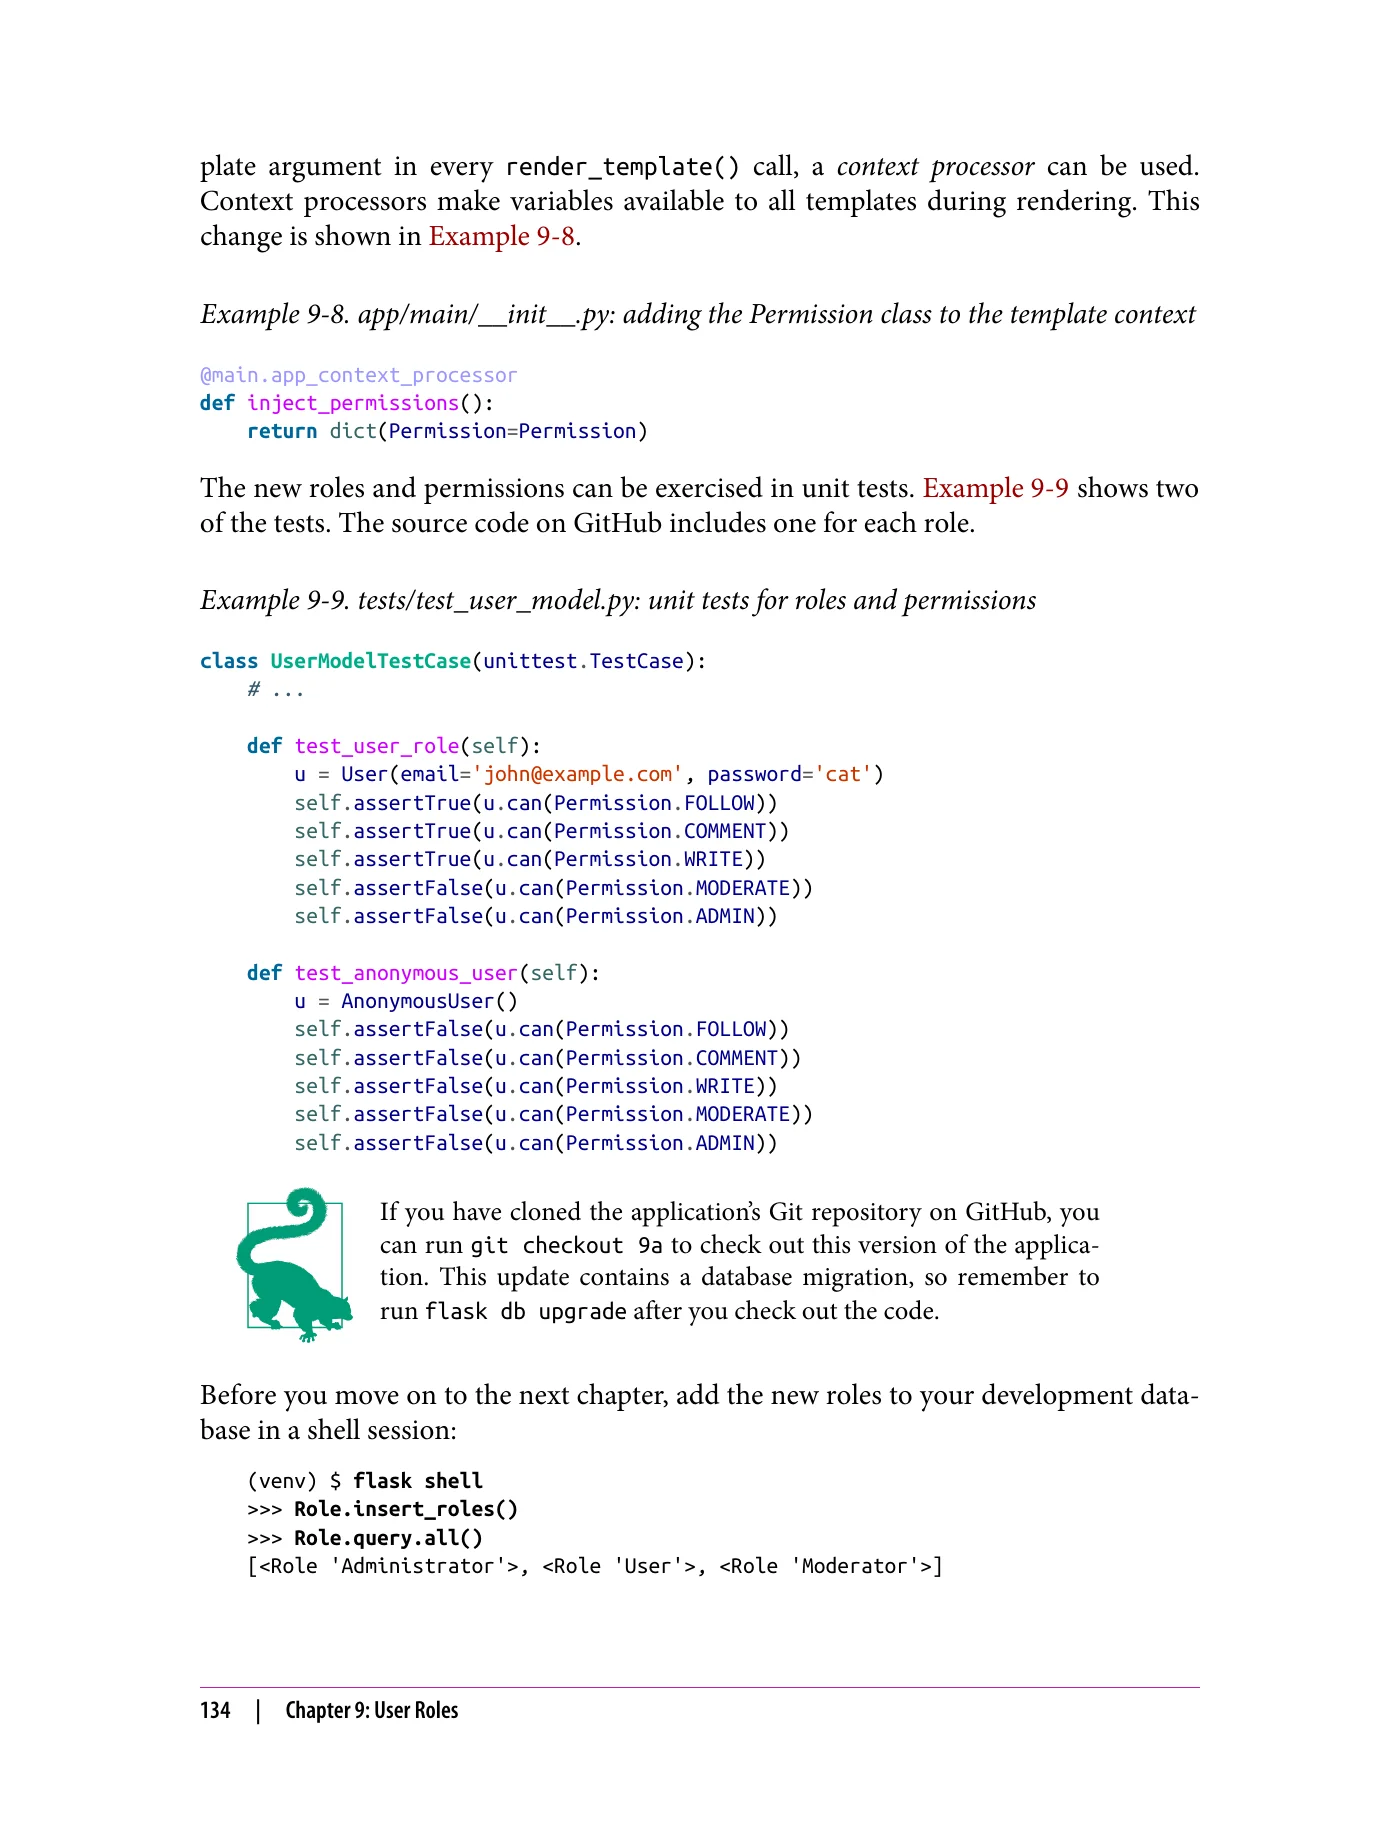 plate argument in every render_template() call, a context processor can be used.
Context processors make variables available to all templates during rendering. This
change is shown in Example 9-8.
Example 9-8. app/main/__init__.py: adding the Permission class to the template context
@main.app_context_processor
def inject_permissions():
    return dict(Permission=Permission)
The new roles and permissions can be exercised in unit tests. Example 9-9 shows two
of the tests. The source code on GitHub includes one for each role.
Example 9-9. tests/test_user_model.py: unit tests for roles and permissions
class UserModelTestCase(unittest.TestCase):
    # ...
    def test_user_role(self):
        u = User(email='john@example.com', password='cat')
        self.assertTrue(u.can(Permission.FOLLOW))
        self.assertTrue(u.can(Permission.COMMENT))
        self.assertTrue(u.can(Permission.WRITE))
        self.assertFalse(u.can(Permission.MODERATE))
        self.assertFalse(u.can(Permission.ADMIN))
    def test_anonymous_user(self):
        u = AnonymousUser()
        self.assertFalse(u.can(Permission.FOLLOW))
        self.assertFalse(u.can(Permission.COMMENT))
        self.assertFalse(u.can(Permission.WRITE))
        self.assertFalse(u.can(Permission.MODERATE))
        self.assertFalse(u.can(Permission.ADMIN))
If you have cloned the application’s Git repository on GitHub, you
can run git checkout 9a to check out this version of the applica-
tion. This update contains a database migration, so remember to
run flask db upgrade after you check out the code.
Before you move on to the next chapter, add the new roles to your development data-
base in a shell session:
(venv) $ flask shell
>>> Role.insert_roles()
>>> Role.query.all()
[<Role 'Administrator'>, <Role 'User'>, <Role 'Moderator'>]
134 | Chapter 9: User Roles